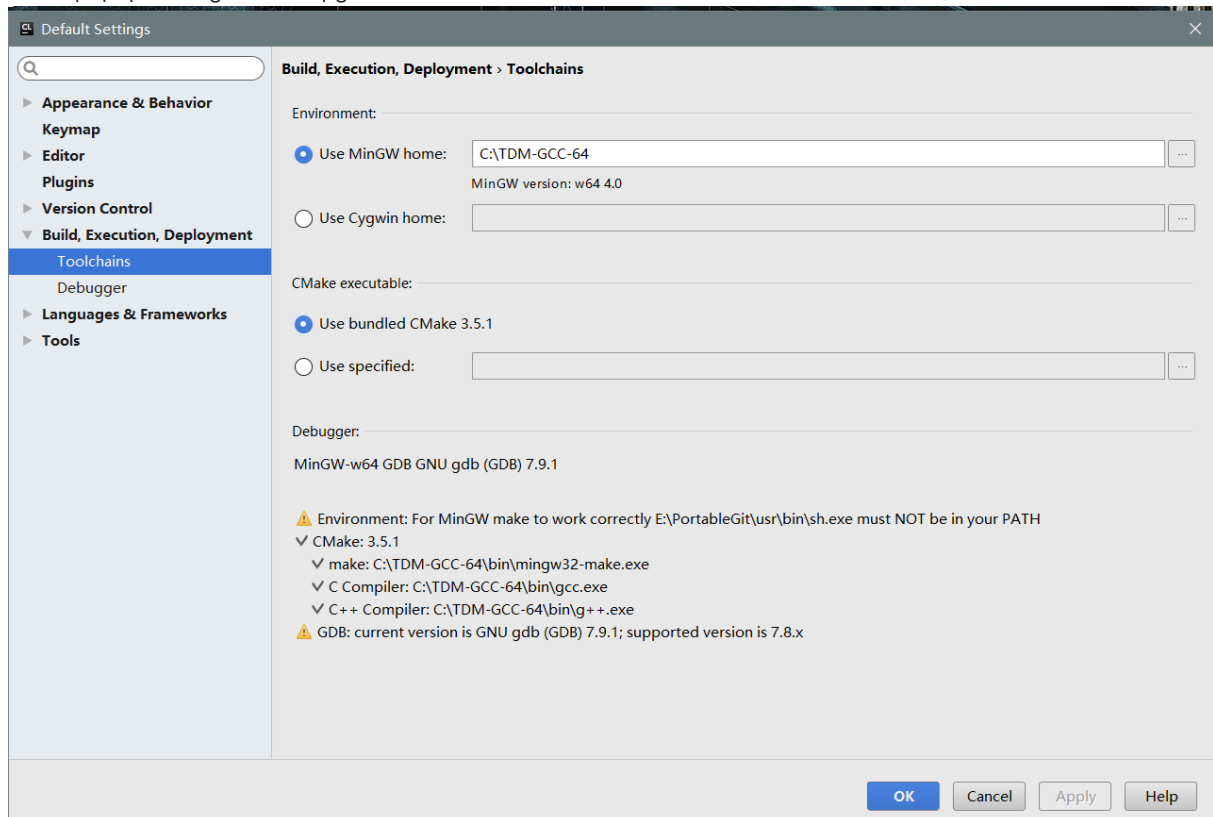 Default Settings
Build, Execution, Deployment › Toolchains
Appearance & Behavior
Keymap
Editor
Plugins
Version Control
Build, Execution, Deployment
Toolchains
Debugger
Languages & Frameworks
Tools
Environment:
Use MinGW home: C:\TDM-GCC-64 ...
MinGW version: w64 4.0
Use Cygwin home: ...
CMake executable:
Use bundled CMake 3.5.1
Use specified: ...
Debugger:
MinGW-w64 GDB GNU gdb (GDB) 7.9.1
Environment: For MinGW make to work correctly E:\PortableGit\usr\bin\sh.exe must NOT be in your PATH
CMake: 3.5.1
make: C:\TDM-GCC-64\bin\mingw32-make.exe
C Compiler: C:\TDM-GCC-64\bin\gcc.exe
C++ Compiler: C:\TDM-GCC-64\bin\g++.exe
GDB: current version is GNU gdb (GDB) 7.9.1; supported version is 7.8.x
OK Cancel Apply Help